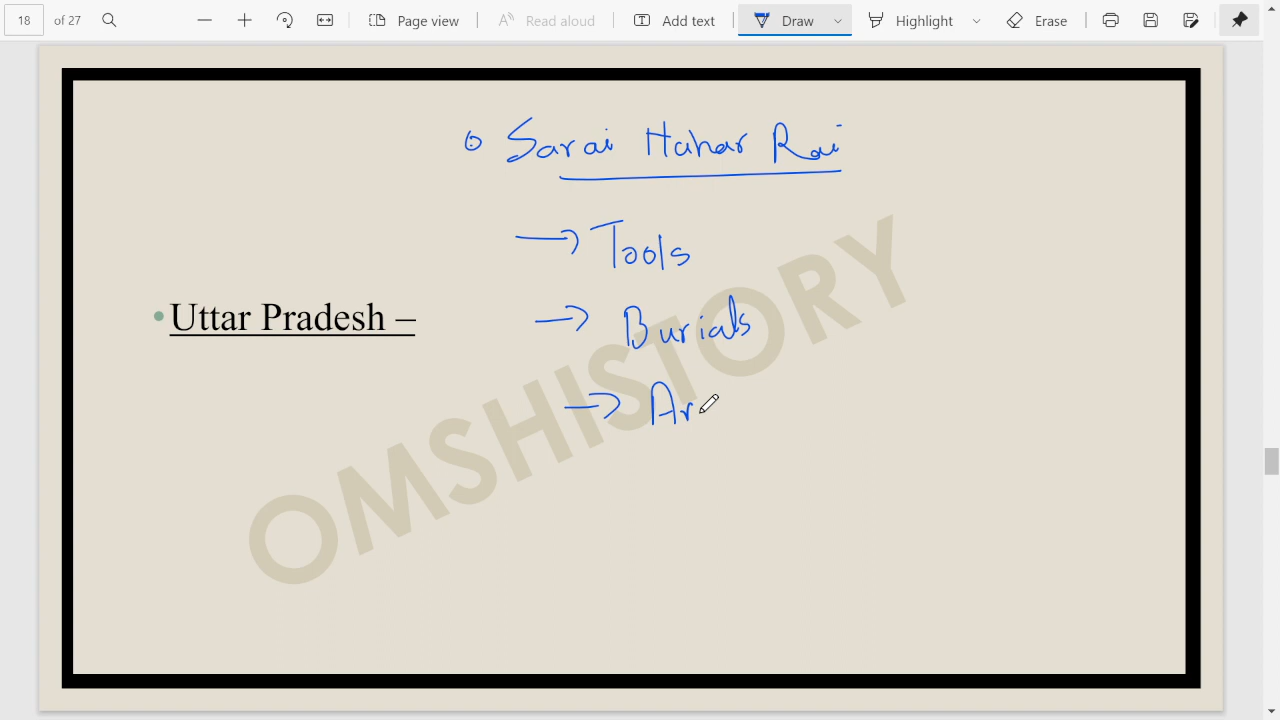 18 of 27 Page view Read aloud Add text Draw Highlight Erase
Sarai Hahar Rai
→ Tools
• Uttar Pradesh –
→ Burials
→ Ar
OMSHISTORY